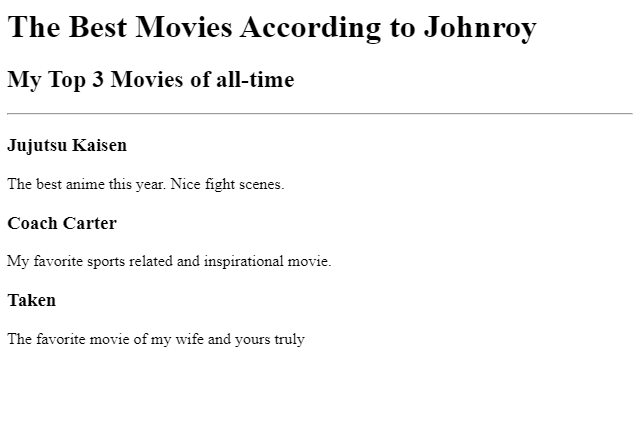 The Best Movies According to Johnroy
My Top 3 Movies of all-time
Jujutsu Kaisen
The best anime this year. Nice fight scenes.
Coach Carter
My favorite sports related and inspirational movie.
Taken
The favorite movie of my wife and yours truly